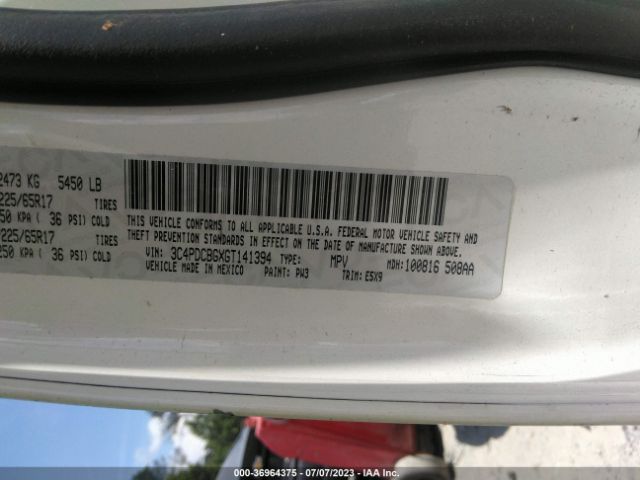 2473 KG 5450 LB
225/65R17 TIRES
250 KPA ( 36 PSI) COLD
225/65R17 TIRES
250 KPA ( 36 PSI) COLD
THIS VEHICLE CONFORMS TO ALL APPLICABLE U.S.A. FEDERAL MOTOR VEHICLE SAFETY AND
THEFT PREVENTION STANDARDS IN EFFECT ON THE DATE OF MANUFACTURE SHOWN ABOVE.
VIN: 3C4PDCBGXGT141394 TYPE: MPV MDH: 100816 508AA
VEHICLE MADE IN MEXICO PAINT: PW3 TRIM: E5X9
000-36964375 / 07/07/2023 / IAA Inc.